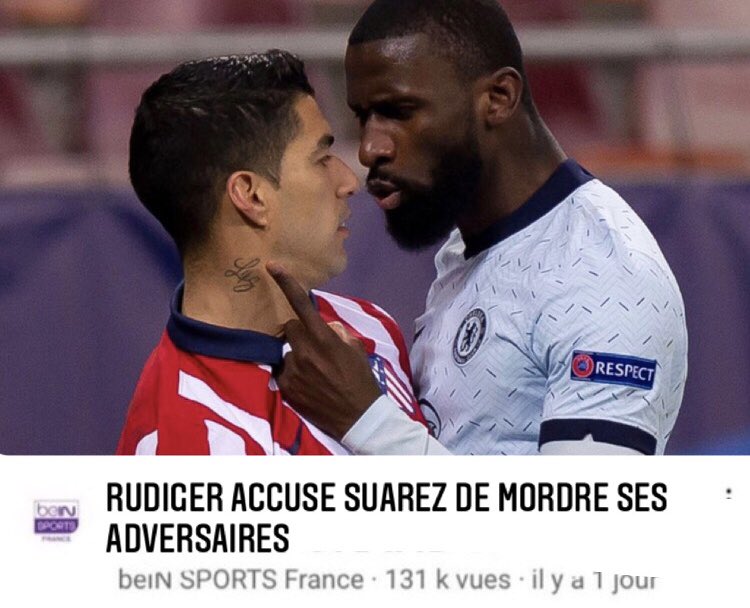 RESPECT
RUDIGER ACCUSE SUAREZ DE MORDRE SES
ADVERSAIRES
beIN
SPORTS
FRANCE
beIN SPORTS France · 131 k vues · il y a 1 jour